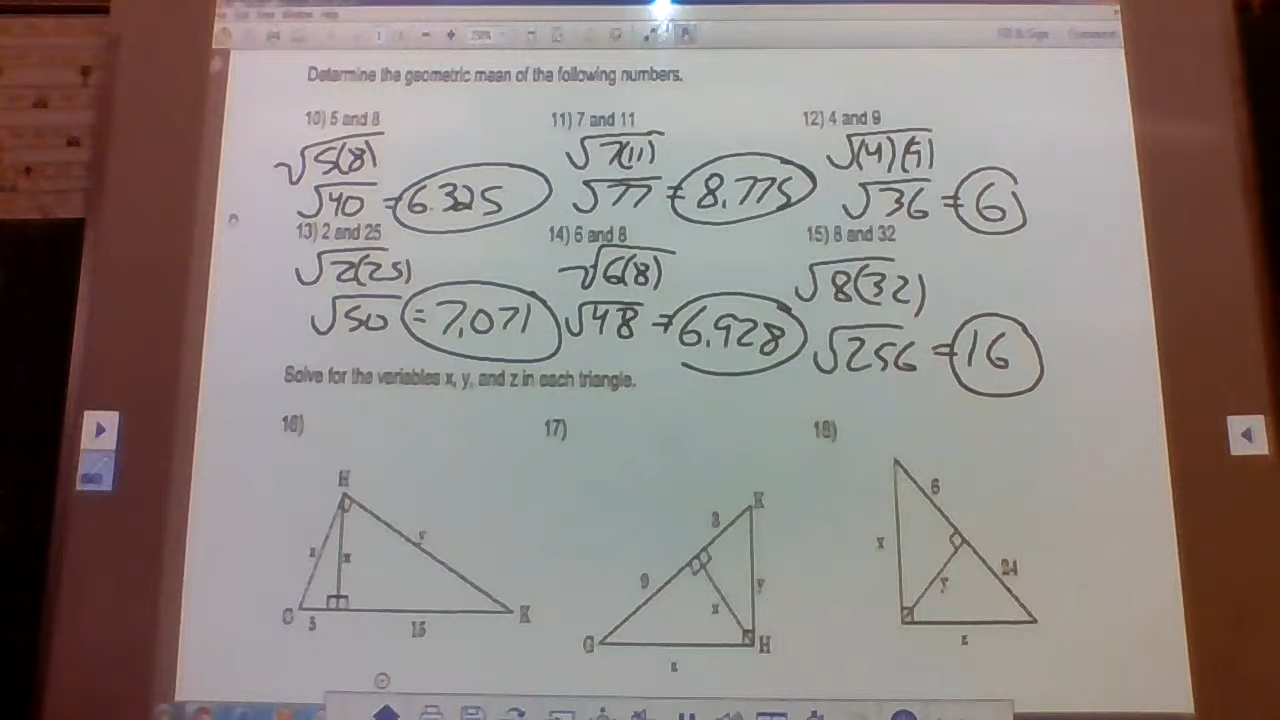 Determine the geometric mean of the following numbers.
10) 5 and 8 11) 7 and 11 12) 4 and 9
√5(8) √7(11) √(4)(9)
√40 = 6.325 √77 = 8.775 √36 = 6
13) 2 and 25 14) 6 and 8 15) 8 and 32
√2(25) √6(8) √8(32)
√50 = 7.071 √48 = 6.928 √256 = 16
Solve for the variables x, y, and z in each triangle.
16) 17) 18)
H
z x y
G 5 15 K
K
3
9
x y
G H
z
6
x
24
y
z